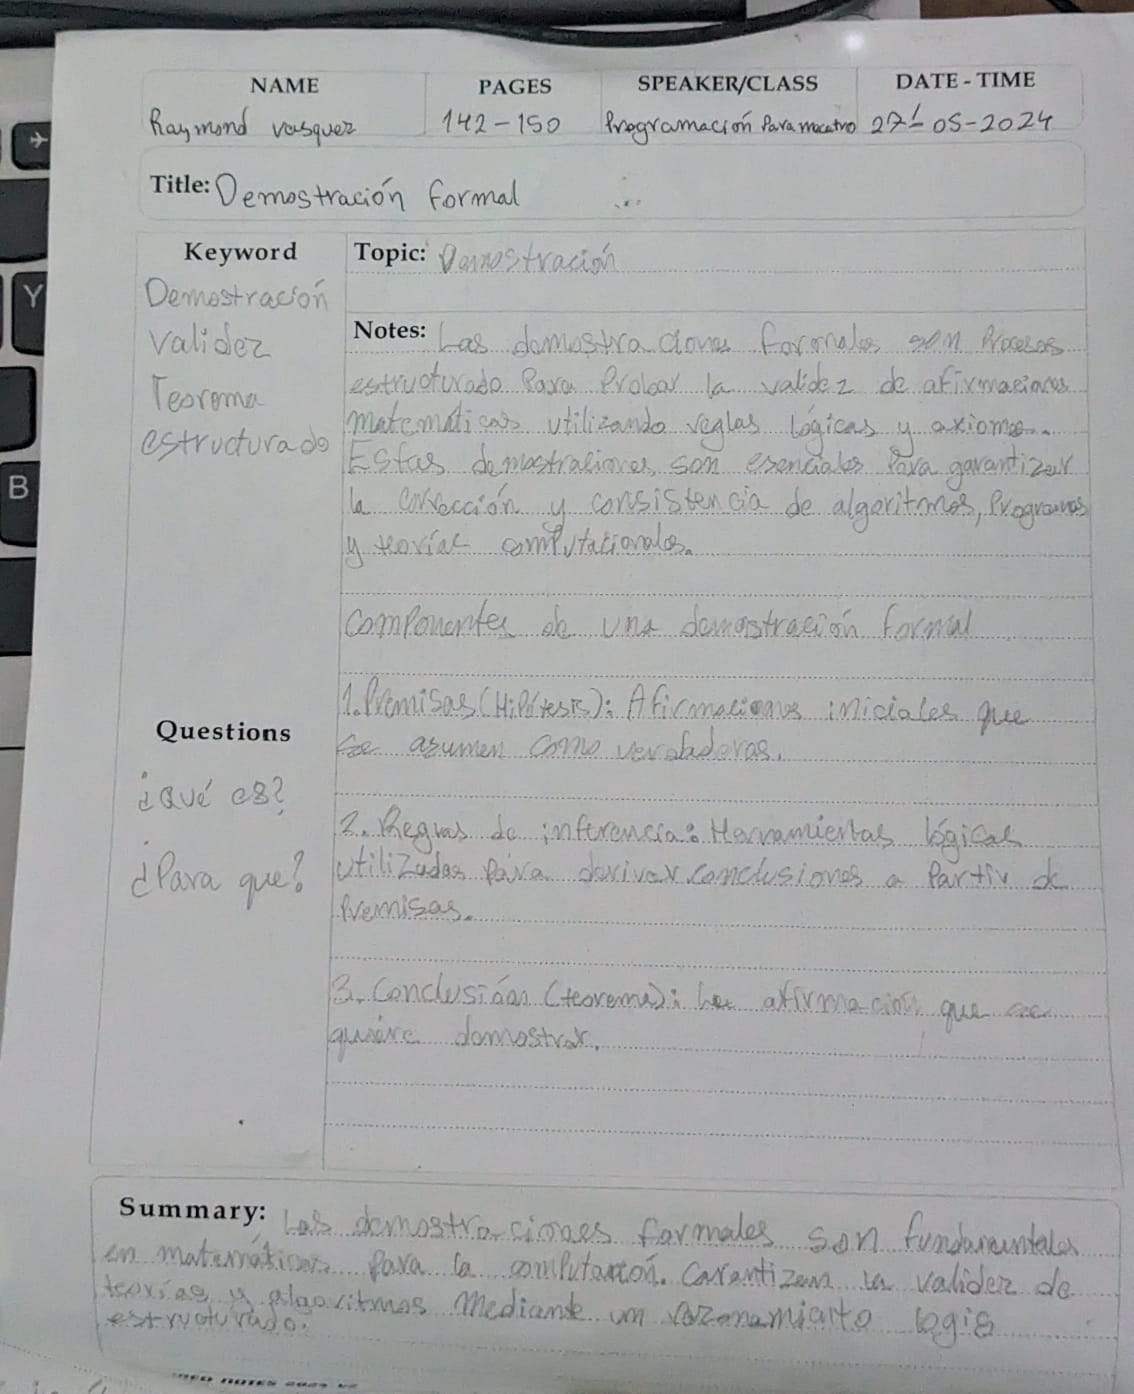 NAME PAGES SPEAKER/CLASS DATE - TIME
Raymond vasquez 142-150 Programación Para mecatro 27-05-2024
Title: Demostración formal
Keyword
Demostración
validez
Teorema
estructurado
Topic: Demostración
Notes: Las demostraciones formales son Procesos
estructurado Para Probar la validez de afirmaciones
matemáticas utilizando reglas lógicas y axiomas.
Estas demostraciones, son esenciales Para garantizar
la corrección y consistencia de algoritmos, Programas
y teorías computacionales.
Componentes de una demostración formal
1. Premisas (Hipótesis): Afirmaciones iniciales que
se asumen como verdaderas.
2. Reglas de inferencia: Herramientas lógicas
utilizadas para derivar conclusiones a Partir de
Premisas.
3. Conclusión (teorema): La afirmación que se
quiere demostrar.
Questions
¿Qué es?
¿Para que?
Summary: Las demostraciones formales son fundamentales
en matemáticas Para la computación. Garantizan la validez de
teorías y algoritmos mediante un razonamiento logis
estructurado.
NOTES